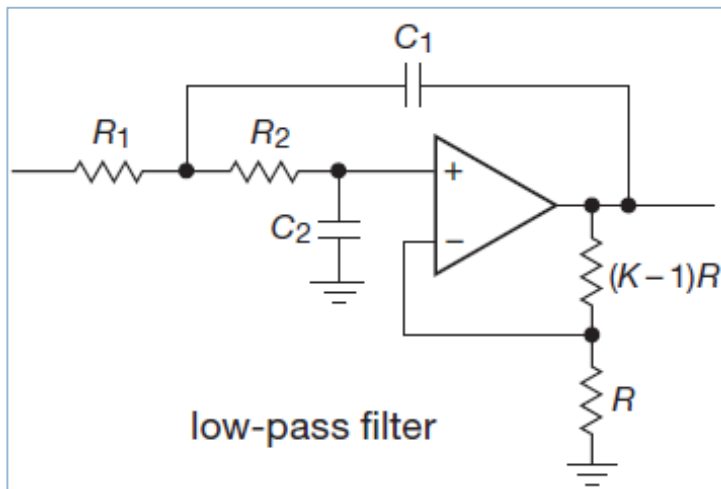 C1
R1
R2
+
C2
−
(K – 1)R
R
low-pass filter